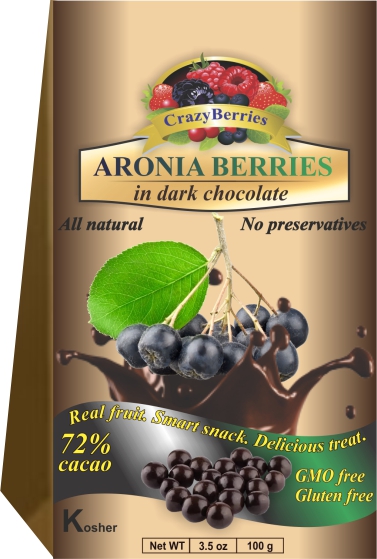 CrazyBerries
ARONIA BERRIES
in dark chocolate
All natural
No preservatives
Real fruit. Smart snack. Delicious treat.
72%
cacao
GMO free
Gluten free
Kosher
Net WT 3.5 oz 100 g